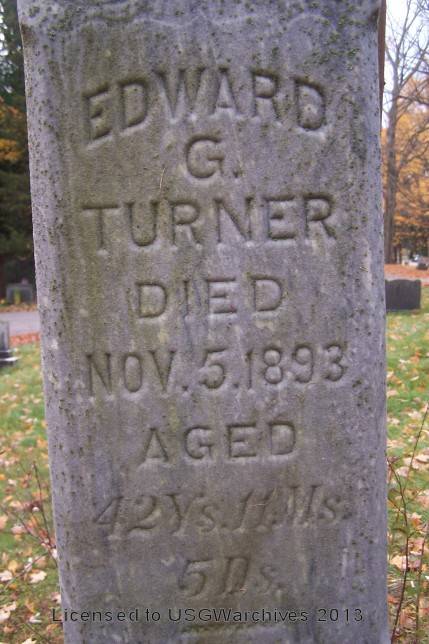 EDWARD
G.
TURNER
DIED
NOV. 5. 1893
AGED
42 Ys. 11. Ms.
5 Ds.
Licensed to USGWarchives 2013